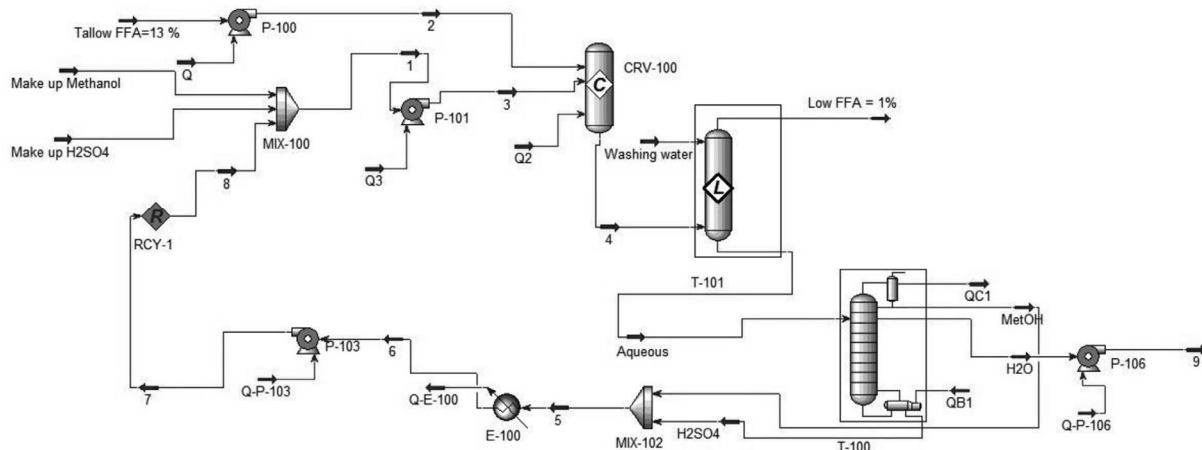 Tallow FFA=13 %
P-100
2
Q
Make up Methanol
1
CRV-100
C
3
P-101
Low FFA = 1%
MIX-100
Make up H2SO4
Washing water
Q2
Q3
8
L
R
RCY-1
4
T-101
QC1
MetOH
Aqueous
P-103
6
H2O
P-106
9
7
Q-P-103
Q-E-100
5
QB1
Q-P-106
E-100
MIX-102
H2SO4
T-100